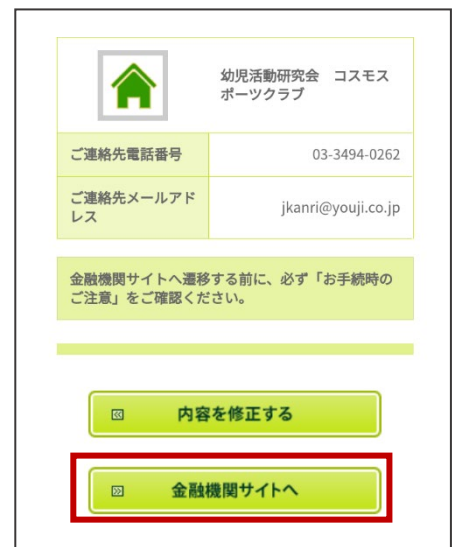 幼児活動研究会　コスモス
ポーツクラブ
ご連絡先電話番号
03-3494-0262
ご連絡先メールアド
レス
jkanri@youji.co.jp
金融機関サイトへ遷移する前に、必ず「お手続時の
ご注意」をご確認ください。
内容を修正する
金融機関サイトへ